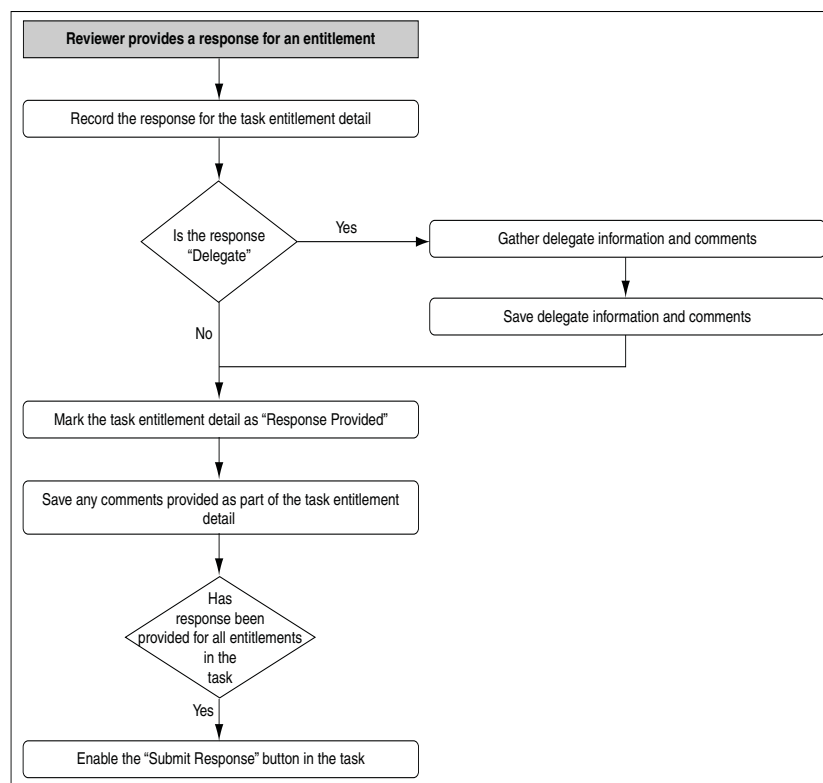 Reviewer provides a response for an entitlement
Record the response for the task entitlement detail
Is the response
“Delegate”
Yes
Gather delegate information and comments
Save delegate information and comments
No
Mark the task entitlement detail as “Response Provided”
Save any comments provided as part of the task entitlement
detail
Has
response been
provided for all entitlements
in the
task
Yes
Enable the “Submit Response” button in the task